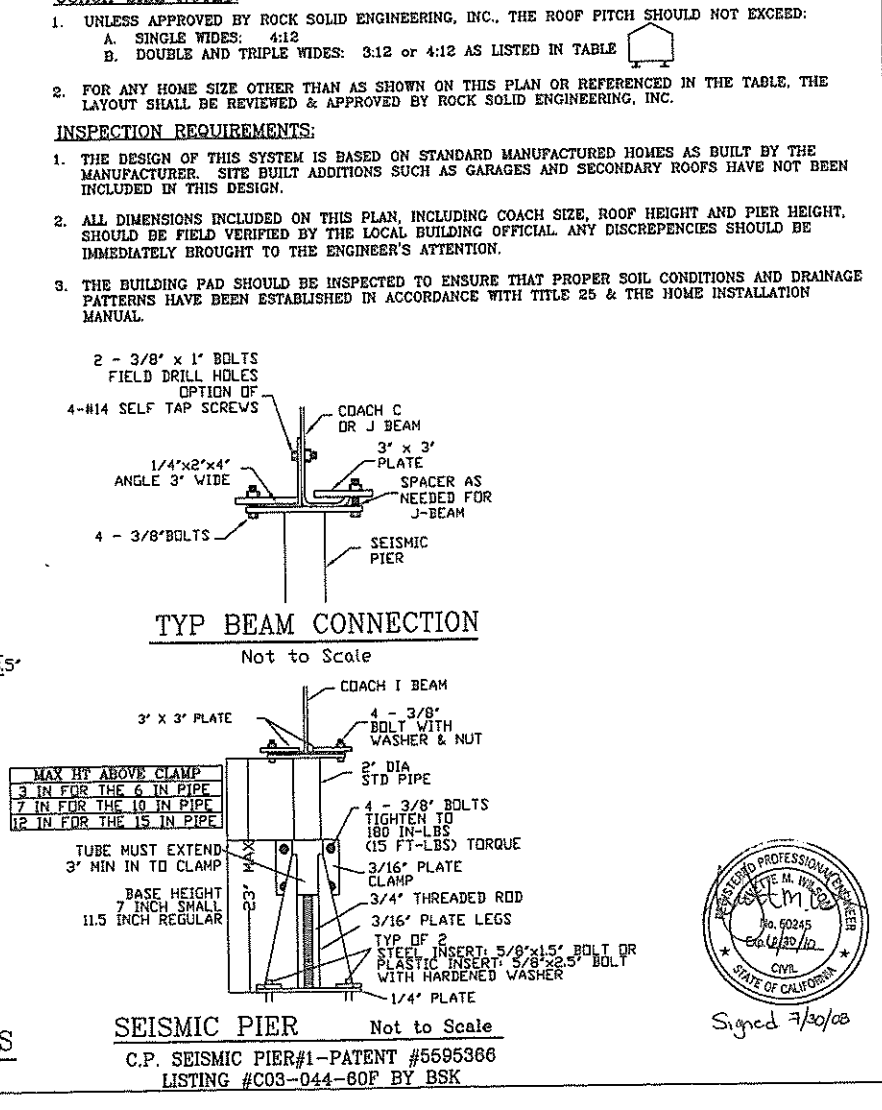 1. UNLESS APPROVED BY ROCK SOLID ENGINEERING, INC., THE ROOF PITCH SHOULD NOT EXCEED:
A. SINGLE WIDES: 4:12
B. DOUBLE AND TRIPLE WIDES: 3:12 or 4:12 AS LISTED IN TABLE
2. FOR ANY HOME SIZE OTHER THAN AS SHOWN ON THIS PLAN OR REFERENCED IN THE TABLE, THE
LAYOUT SHALL BE REVIEWED & APPROVED BY ROCK SOLID ENGINEERING, INC.
INSPECTION REQUIREMENTS:
1. THE DESIGN OF THIS SYSTEM IS BASED ON STANDARD MANUFACTURED HOMES AS BUILT BY THE
MANUFACTURER. SITE BUILT ADDITIONS SUCH AS GARAGES AND SECONDARY ROOFS HAVE NOT BEEN
INCLUDED IN THIS DESIGN.
2. ALL DIMENSIONS INCLUDED ON THIS PLAN, INCLUDING COACH SIZE, ROOF HEIGHT AND PIER HEIGHT,
SHOULD BE FIELD VERIFIED BY THE LOCAL BUILDING OFFICIAL. ANY DISCREPENCIES SHOULD BE
IMMEDIATELY BROUGHT TO THE ENGINEER'S ATTENTION.
3. THE BUILDING PAD SHOULD BE INSPECTED TO ENSURE THAT PROPER SOIL CONDITIONS AND DRAINAGE
PATTERNS HAVE BEEN ESTABLISHED IN ACCORDANCE WITH TITLE 25 & THE HOME INSTALLATION
MANUAL.
2 - 3/8" x 1" BOLTS
FIELD DRILL HOLES
OPTION OF
4-#14 SELF TAP SCREWS
COACH C
OR J BEAM
3" x 3"
PLATE
1/4"x2"x4"
ANGLE 3" WIDE
SPACER AS
NEEDED FOR
J-BEAM
4 - 3/8"BOLTS
SEISMIC
PIER
TYP BEAM CONNECTION
Not to Scale
.5"
COACH I BEAM
3" X 3" PLATE
4 - 3/8"
BOLT WITH
WASHER & NUT
2" DIA
STD PIPE
MAX HT ABOVE CLAMP
3 IN FOR THE 6 IN PIPE
7 IN FOR THE 10 IN PIPE
12 IN FOR THE 15 IN PIPE
4 - 3/8" BOLTS
TIGHTEN TO
180 IN-LBS
(15 FT-LBS) TORQUE
TUBE MUST EXTEND
3" MIN IN TO CLAMP
23" MAX
3/16" PLATE
CLAMP
BASE HEIGHT
7 INCH SMALL
11.5 INCH REGULAR
3/4" THREADED ROD
3/16" PLATE LEGS
TYP OF 2
STEEL INSERT: 5/8"x1.5" BOLT OR
PLASTIC INSERT: 5/8"x2.5" BOLT
WITH HARDENED WASHER
1/4" PLATE
SEISMIC PIER Not to Scale
C.P. SEISMIC PIER#1-PATENT #5595366
LISTING #C03-044-60F BY BSK
S
REGISTERED PROFESSIONAL ENGINEER
M. WILSON
No. 60245
Exp 6/30/10
CIVIL
STATE OF CALIFORNIA
Signed 7/30/08